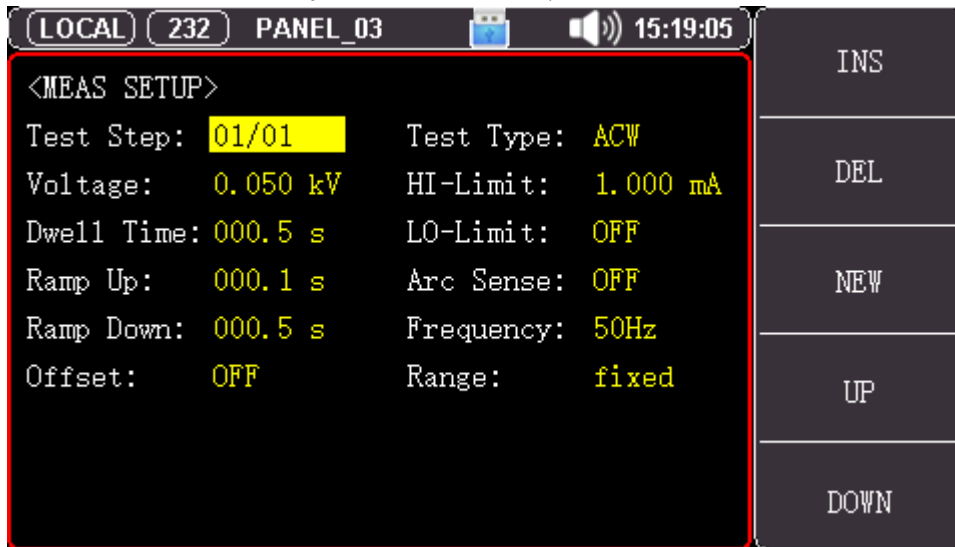 LOCAL 232 PANEL_03 15:19:05
<MEAS SETUP>
Test Step: 01/01 Test Type: ACW
Voltage: 0.050 kV HI-Limit: 1.000 mA
Dwell Time: 000.5 s LO-Limit: OFF
Ramp Up: 000.1 s Arc Sense: OFF
Ramp Down: 000.5 s Frequency: 50Hz
Offset: OFF Range: fixed
INS
DEL
NEW
UP
DOWN